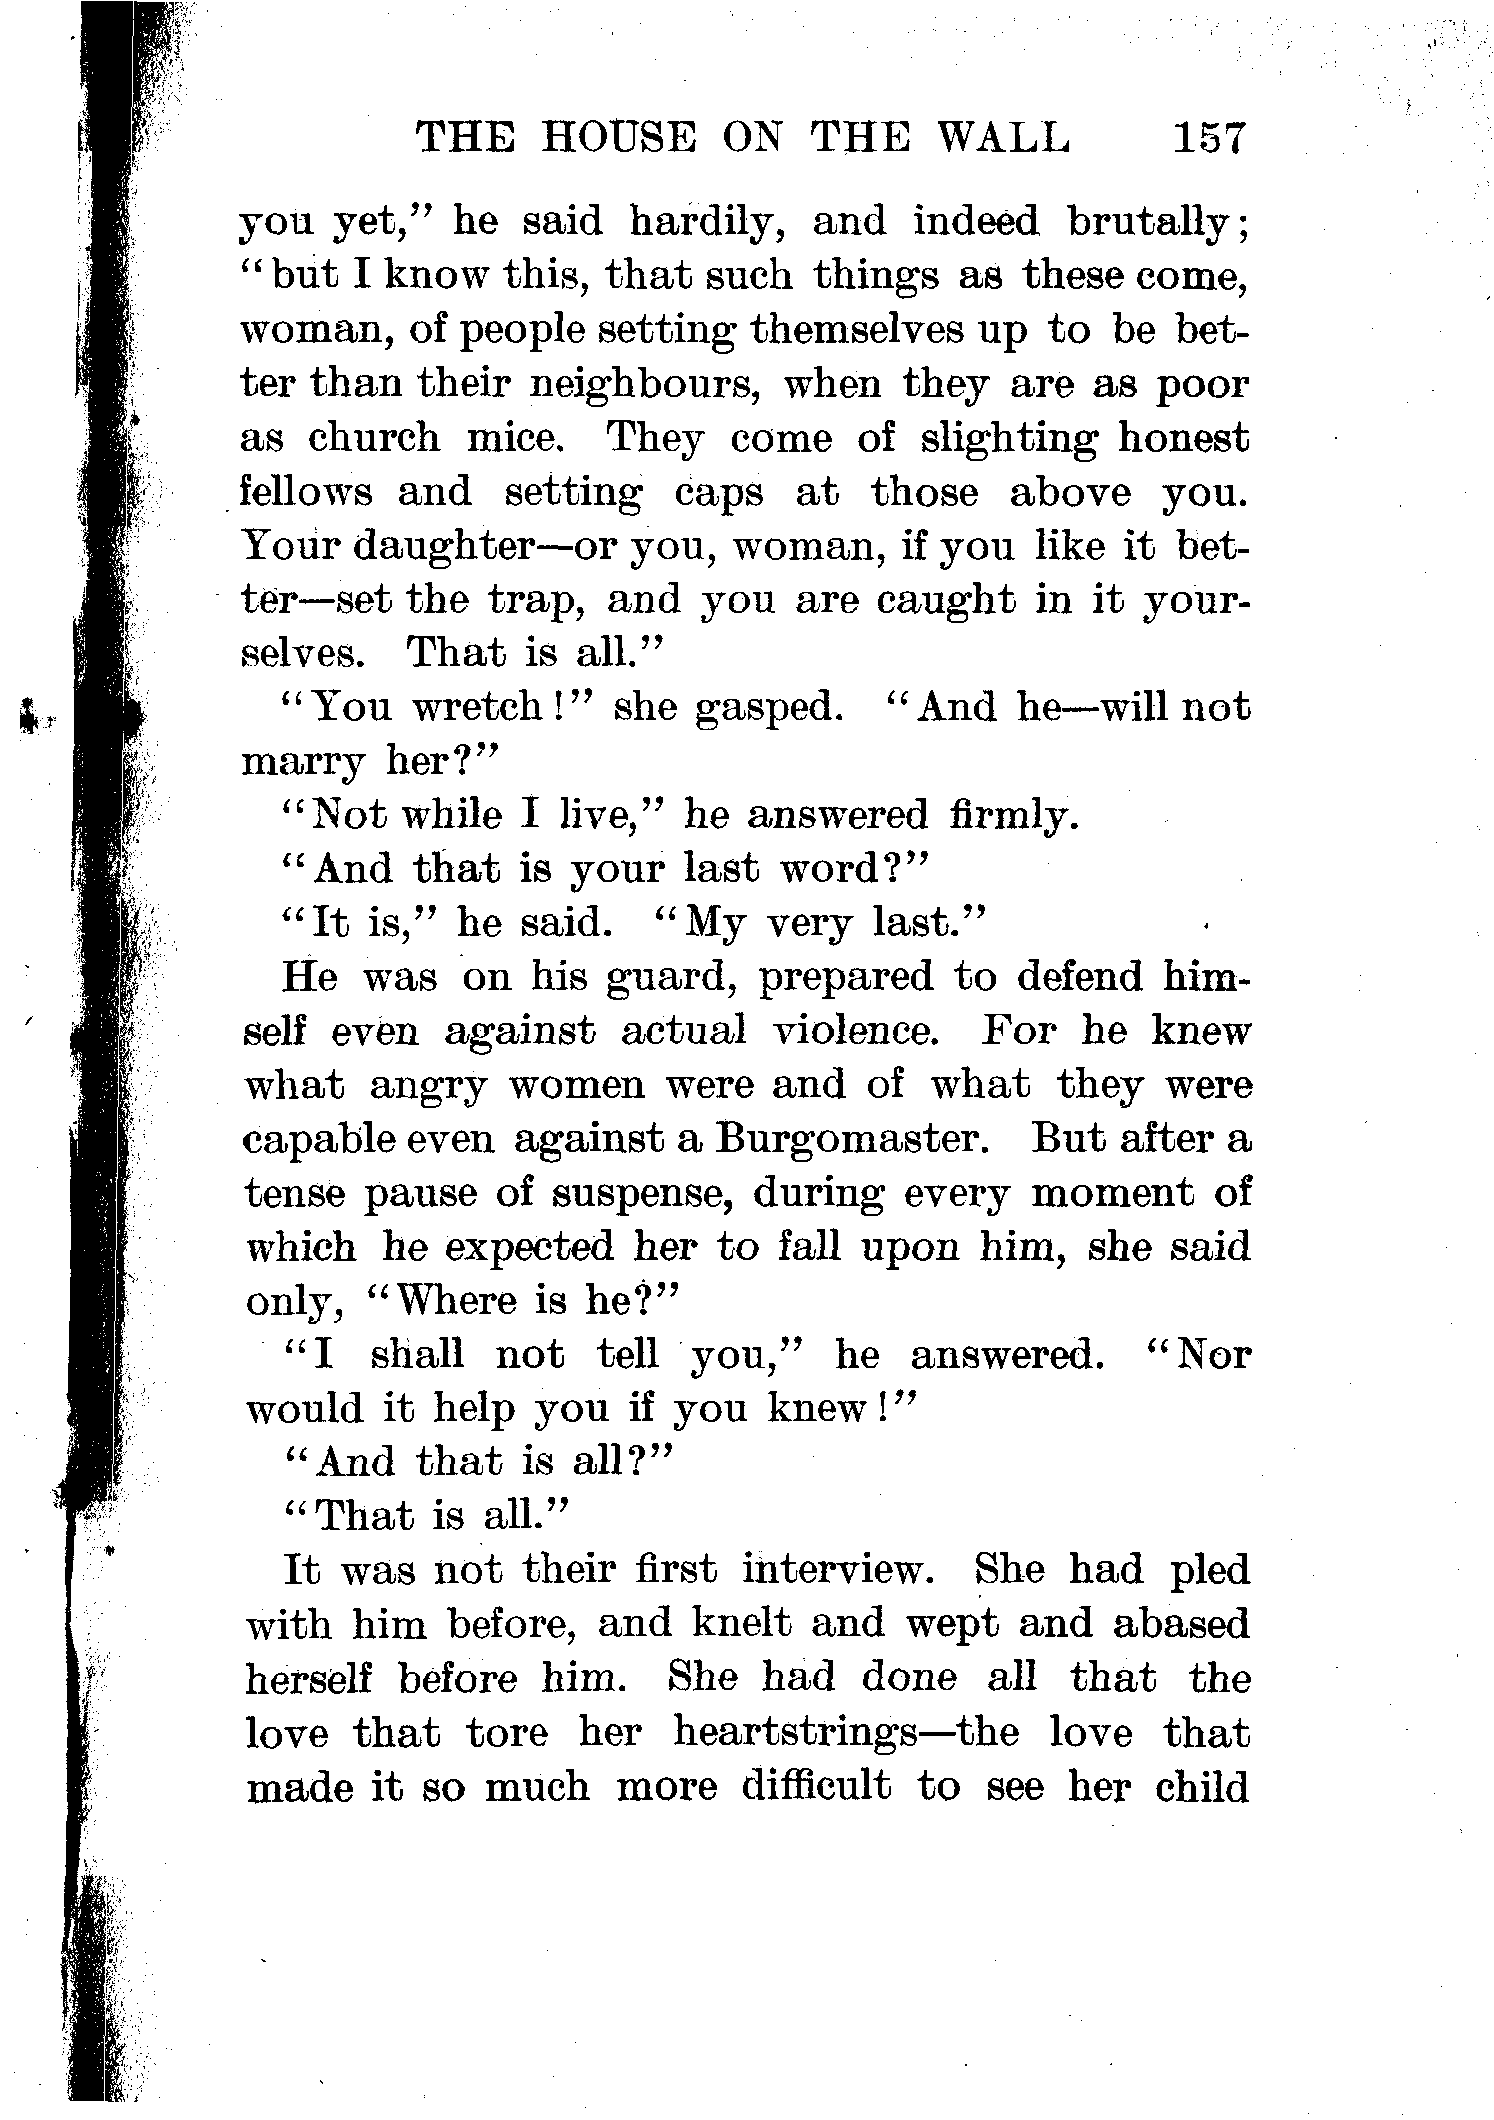 THE HOUSE ON THE WALL 157
you yet," he said hardily, and indeed brutally;
"but I know this, that such things as these come,
woman, of people setting themselves up to be bet-
ter than their neighbours, when they are as poor
as church mice. They come of slighting honest
fellows and setting caps at those above you.
Your daughter—or you, woman, if you like it bet-
ter—set the trap, and you are caught in it your-
selves. That is all."
"You wretch!" she gasped. "And he—will not
marry her?"
"Not while I live," he answered firmly.
"And that is your last word?"
"It is," he said. "My very last."
He was on his guard, prepared to defend him-
self even against actual violence. For he knew
what angry women were and of what they were
capable even against a Burgomaster. But after a
tense pause of suspense, during every moment of
which he expected her to fall upon him, she said
only, "Where is he?"
"I shall not tell you," he answered. "Nor
would it help you if you knew!"
"And that is all?"
"That is all."
It was not their first interview. She had pled
with him before, and knelt and wept and abased
herself before him. She had done all that the
love that tore her heartstrings—the love that
made it so much more difficult to see her child